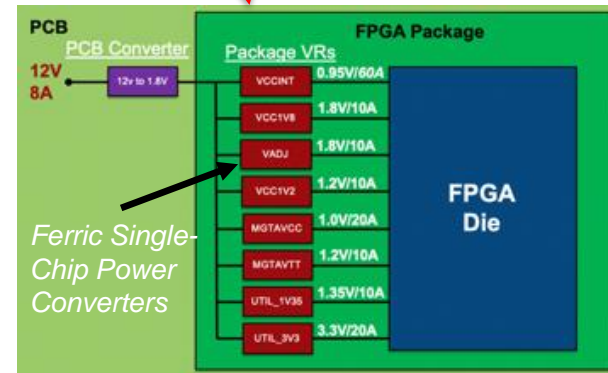 PCB
FPGA Package
PCB Converter
Package VRs
12V
8A
12v to 1.8V
VCCINT
0.95V/60A
VCC1V8
1.8V/10A
VADJ
1.8V/10A
VCC1V2
1.2V/10A
MGTAVCC
1.0V/20A
MGTAVTT
1.2V/10A
UTIL_1V35
1.35V/10A
UTIL_3V3
3.3V/20A
FPGA
Die
Ferric Single-
Chip Power
Converters